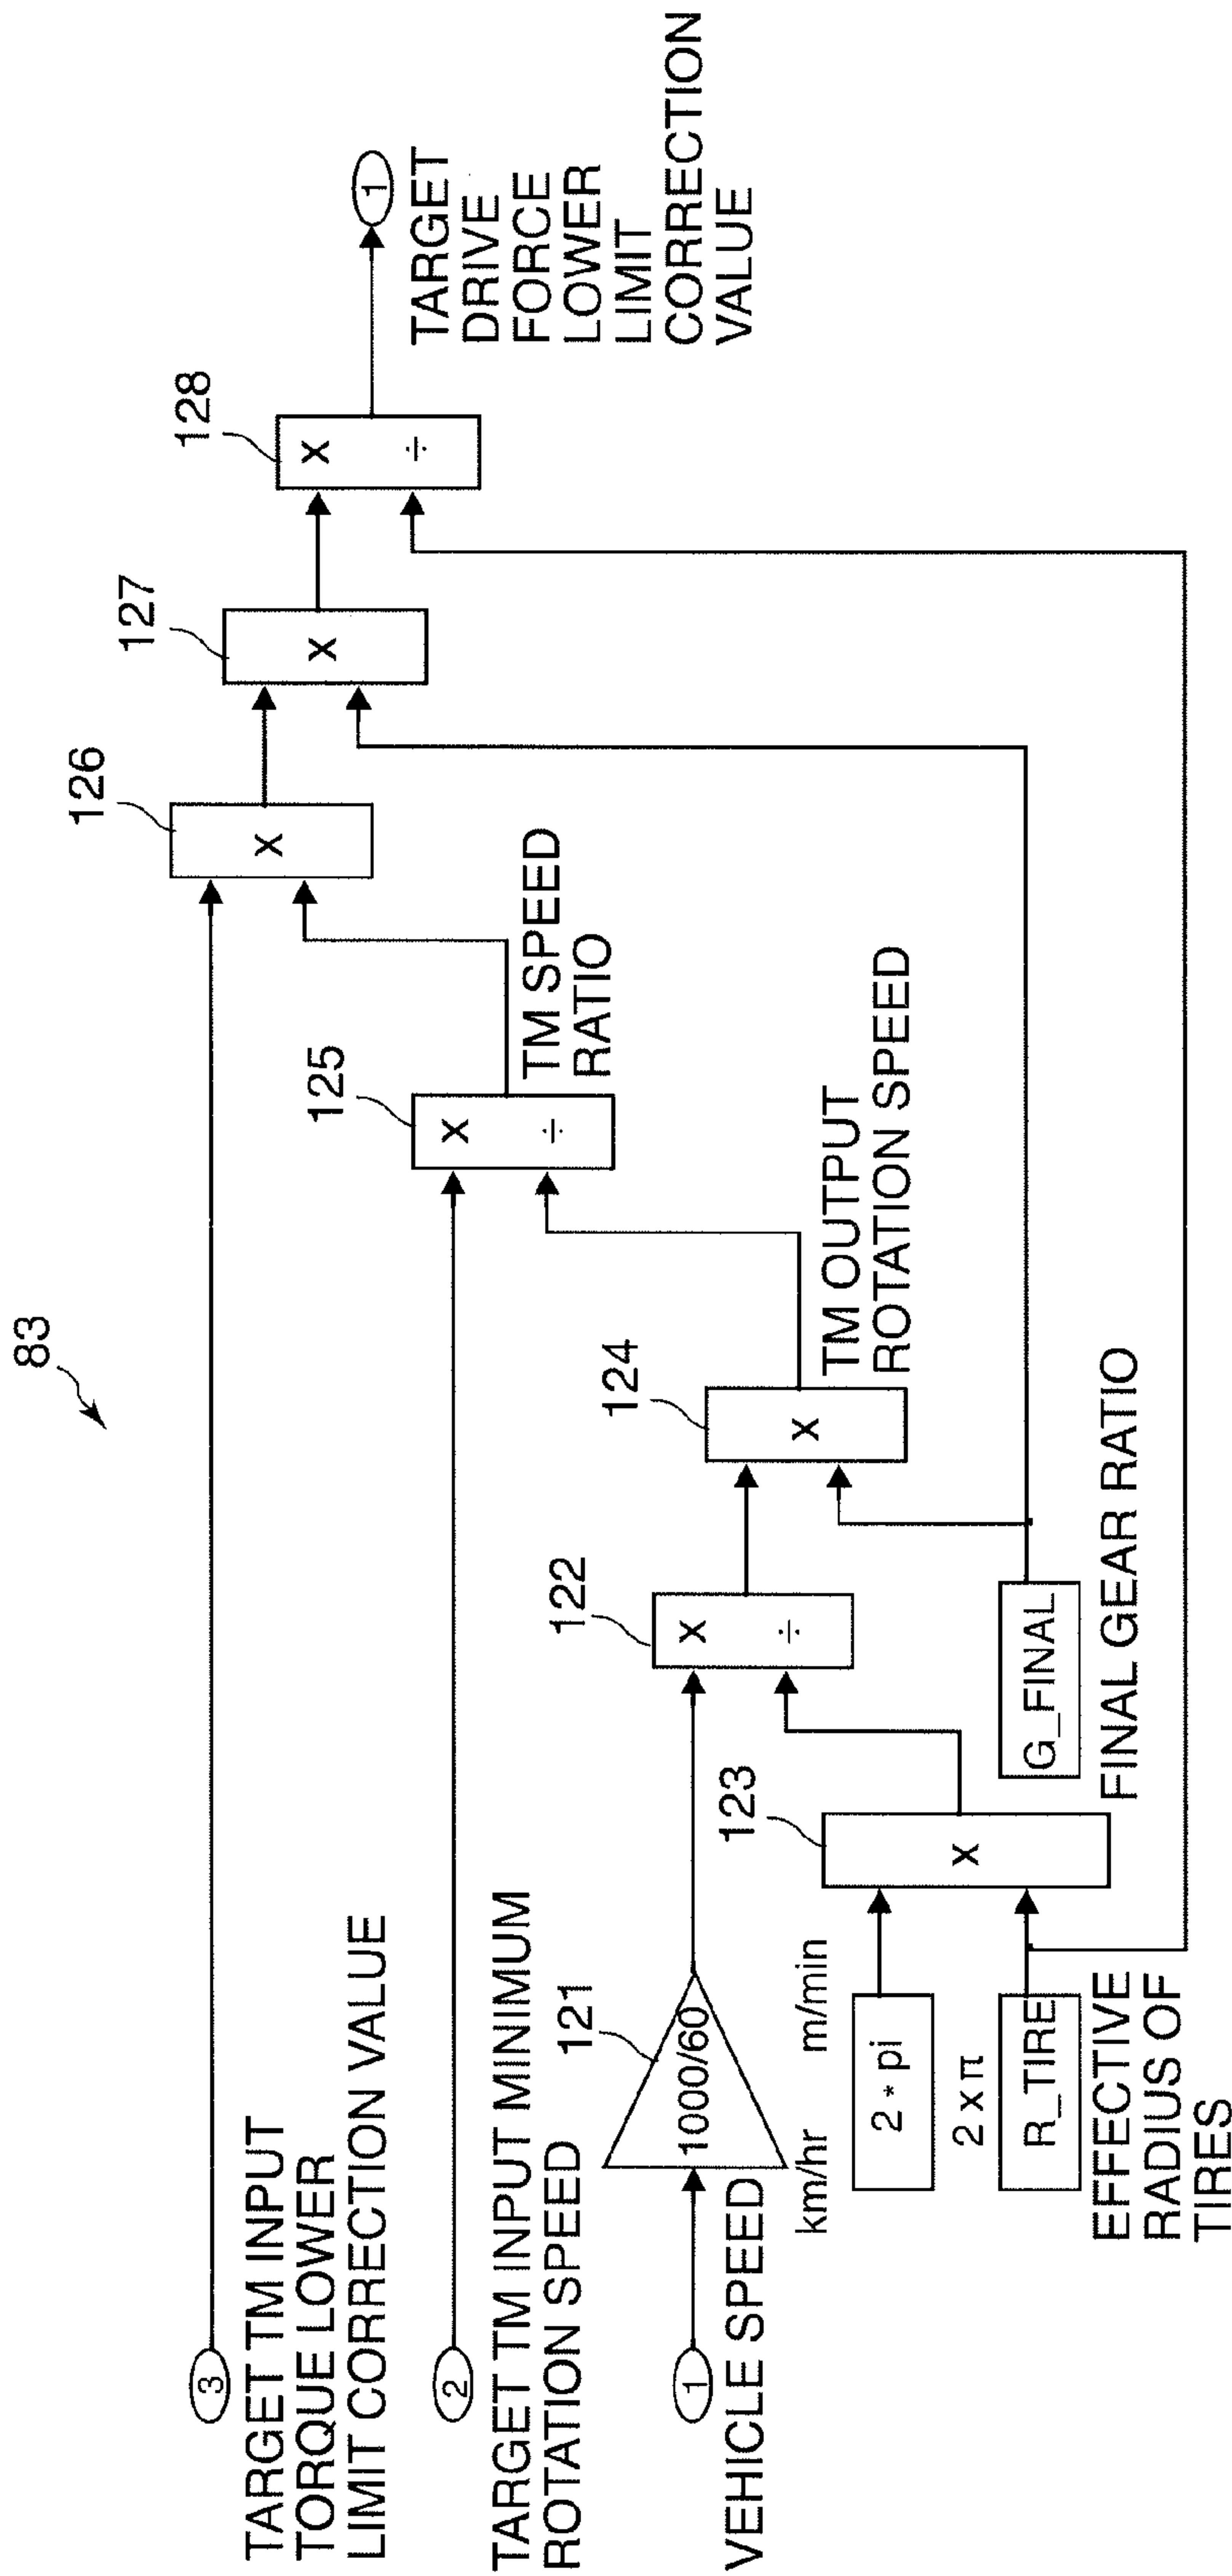 83
3
TARGET TM INPUT
TORQUE LOWER
LIMIT CORRECTION VALUE
2
TARGET TM INPUT MINIMUM
ROTATION SPEED
1
VEHICLE SPEED
121
1000/60
km/hr
m/min
2 * pi
2 x π
R_TIRE
EFFECTIVE
RADIUS OF
TIRES
123
X
122
X
÷
G_FINAL
FINAL GEAR RATIO
124
X
TM OUTPUT
ROTATION SPEED
125
X
÷
TM SPEED
RATIO
126
X
127
X
128
X
÷
1
TARGET
DRIVE
FORCE
LOWER
LIMIT
CORRECTION
VALUE